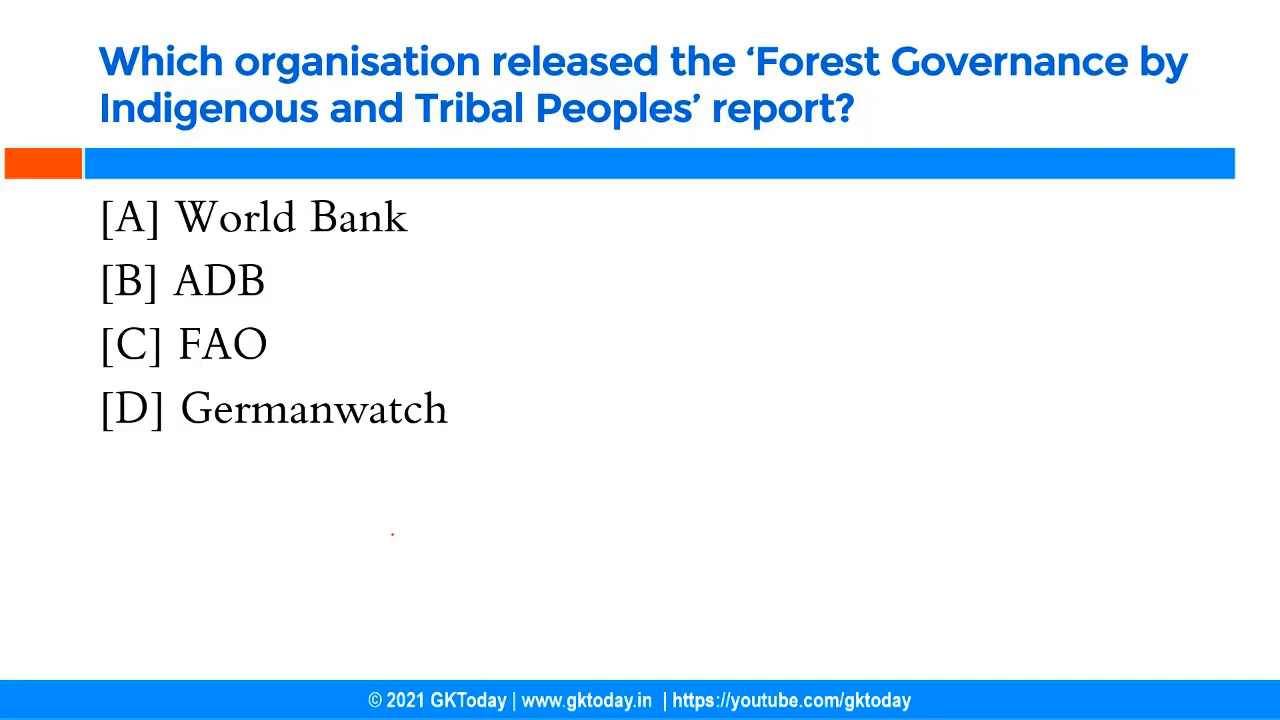 Which organisation released the ‘Forest Governance by
Indigenous and Tribal Peoples’ report?
[A] World Bank
[B] ADB
[C] FAO
[D] Germanwatch
© 2021 GKToday | www.gktoday.in | https://youtube.com/gktoday